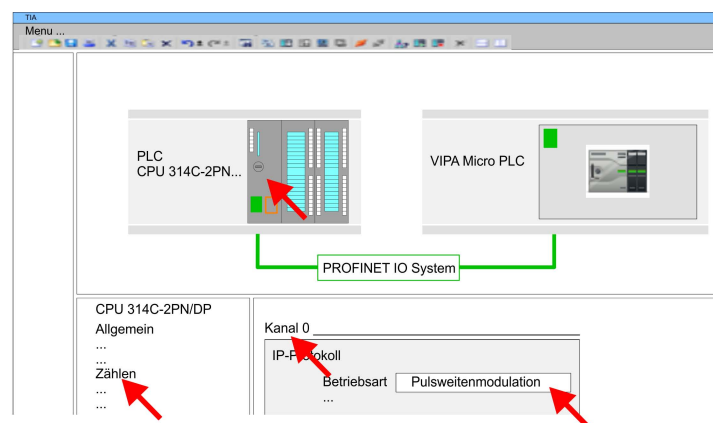 TIA
Menu ...
PLC
CPU 314C-2PN...
VIPA Micro PLC
PROFINET IO System
CPU 314C-2PN/DP
Allgemein
...
...
Zählen
...
...
Kanal 0
IP-Protokoll
Betriebsart Pulsweitenmodulation
...